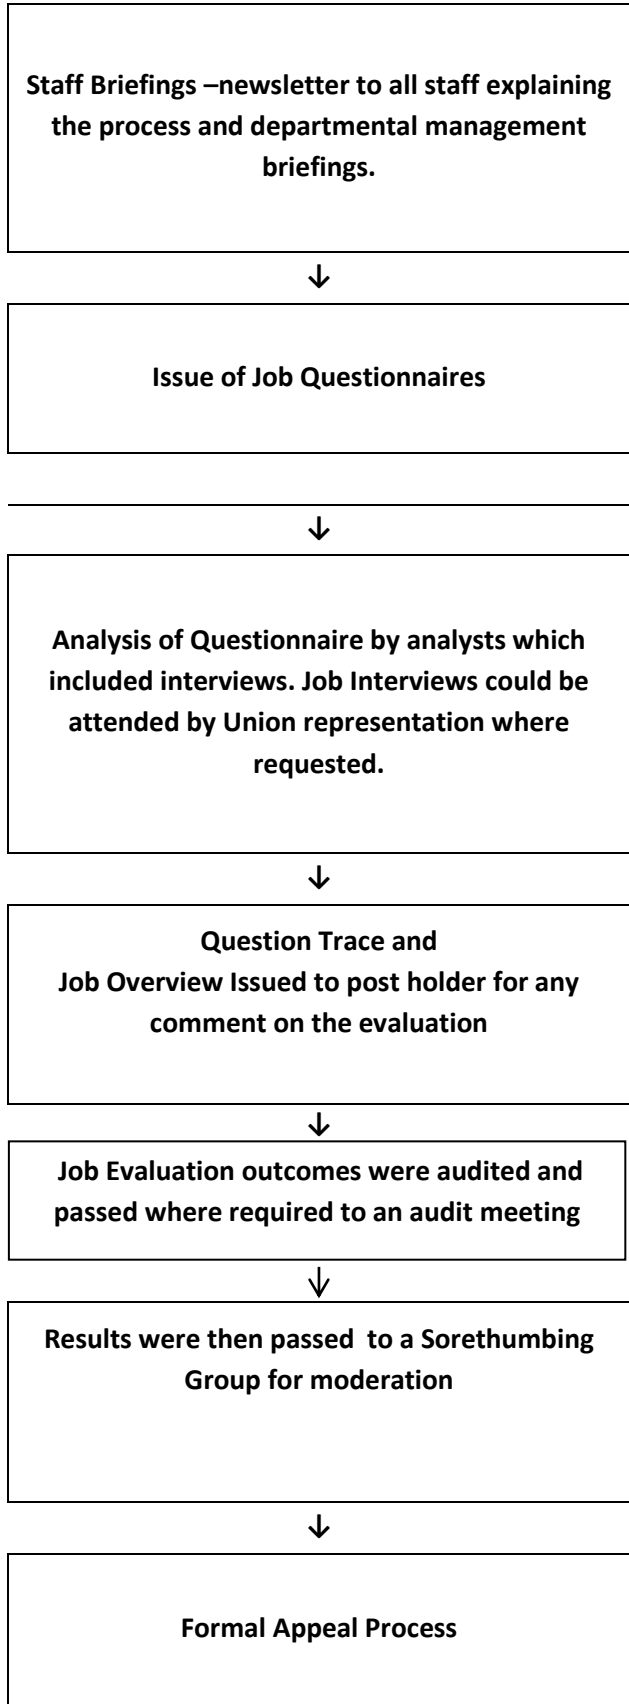 Staff Briefings –newsletter to all staff explaining
the process and departmental management
briefings.
↓
Issue of Job Questionnaires
↓
Analysis of Questionnaire by analysts which
included interviews. Job Interviews could be
attended by Union representation where
requested.
↓
Question Trace and
Job Overview Issued to post holder for any
comment on the evaluation
↓
Job Evaluation outcomes were audited and
passed where required to an audit meeting
↓
Results were then passed  to a Sorethumbing
Group for moderation
↓
Formal Appeal Process